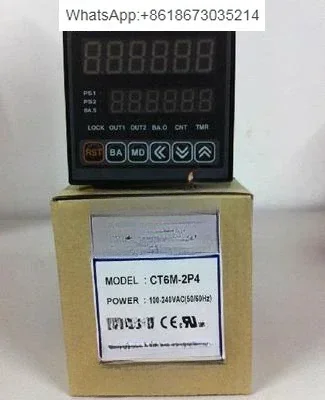 WhatsApp:+8618673035214
PS1
PS2
BA.S
LOCK OUT1 OUT2 BA.O CNT TMR
RST BA MD
MODEL : CT6M-2P4
POWER : 100-240VAC(50/60Hz)
CE